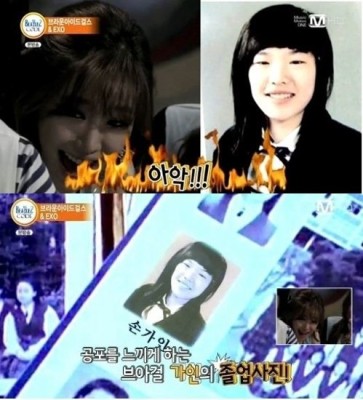 브라운아이드걸스
& EXO
아악!!!
브라운아이드걸스
& EXO
손가인
공포를 느끼게 하는
브아걸 가인의 졸업사진!